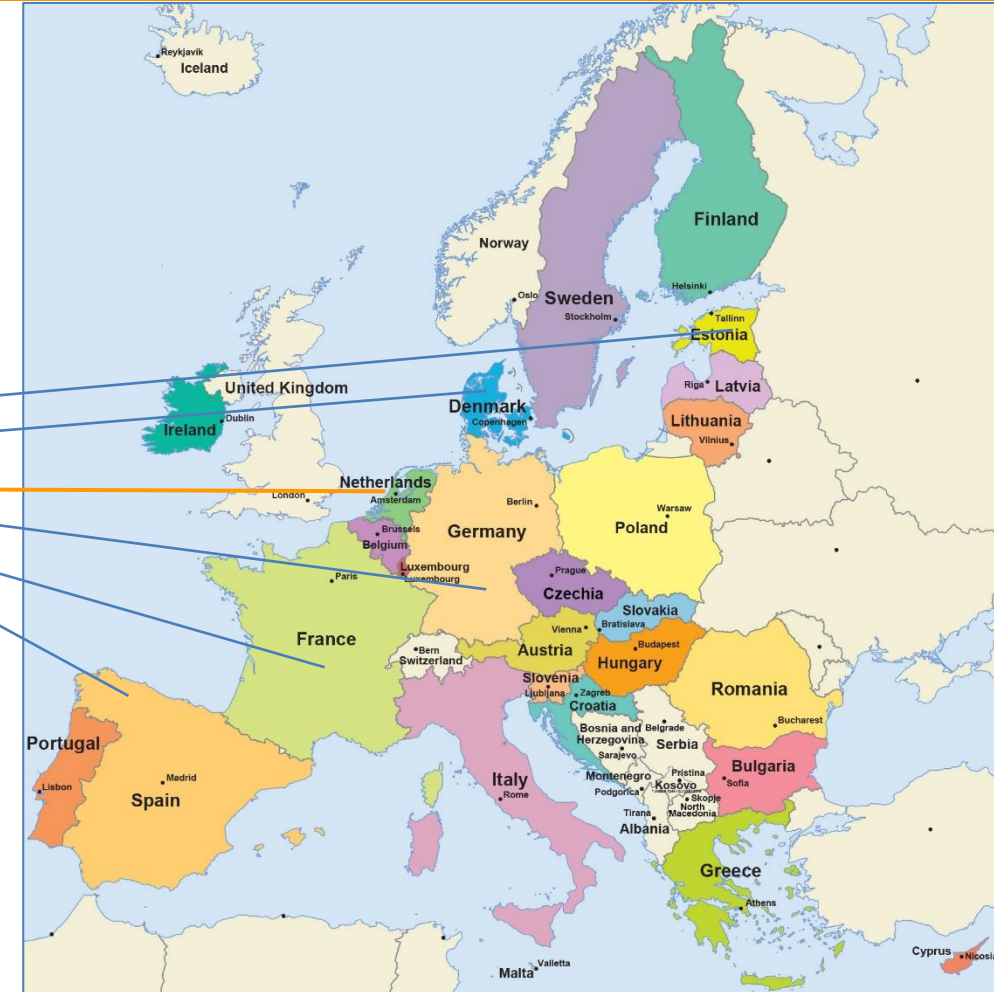 Reykjavik
Iceland
Finland
Norway
Helsinki
Oslo
Sweden
Stockholm
Tallinn
Estonia
Riga
Latvia
United Kingdom
Denmark
Copenhagen
Dublin
Ireland
Lithuania
Vilnius
Netherlands
Amsterdam
London
Berlin
Warsaw
Germany
Poland
Brussels
Belgium
Luxembourg
Luxembourg
Paris
Prague
Czechia
Slovakia
Bratislava
Vienna
France
Austria
Budapest
Hungary
Bern
Switzerland
Slovenia
Ljubljana
Zagreb
Croatia
Romania
Bucharest
Bosnia and
Herzegovina
Sarajevo
Belgrade
Serbia
Portugal
Lisbon
Madrid
Spain
Italy
Rome
Montenegro
Podgorica
Pristina
Kosovo
Bulgaria
Sofia
Skopje
North
Macedonia
Tirana
Albania
Greece
Athens
Malta
Valletta
Cyprus
Nicosia